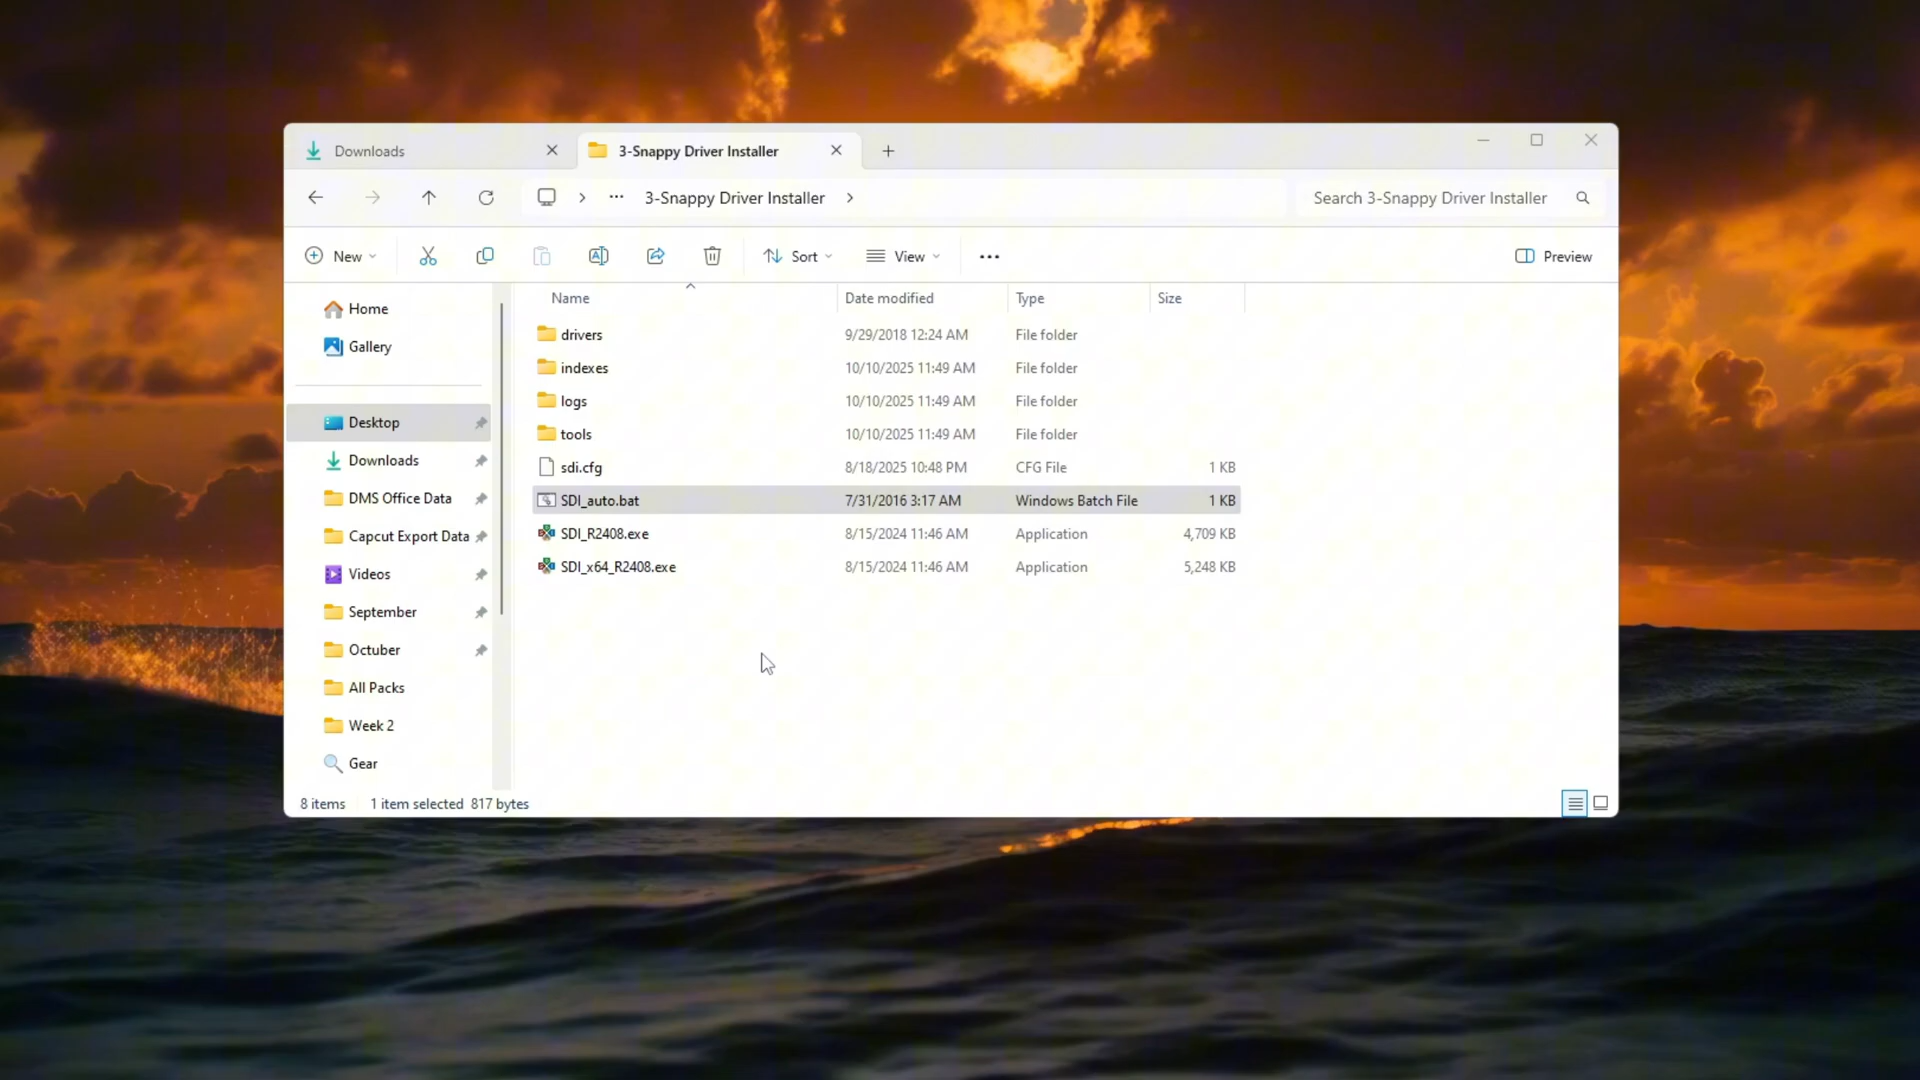 Downloads
3-Snappy Driver Installer
3-Snappy Driver Installer
Search 3-Snappy Driver Installer
New
Sort
View
Preview
Home
Gallery
Desktop
Downloads
DMS Office Data
Capcut Export Data
Videos
September
Octuber
All Packs
Week 2
Gear
Name Date modified Type Size
drivers 9/29/2018 12:24 AM File folder
indexes 10/10/2025 11:49 AM File folder
logs 10/10/2025 11:49 AM File folder
tools 10/10/2025 11:49 AM File folder
sdi.cfg 8/18/2025 10:48 PM CFG File 1 KB
SDI_auto.bat 7/31/2016 3:17 AM Windows Batch File 1 KB
SDI_R2408.exe 8/15/2024 11:46 AM Application 4,709 KB
SDI_x64_R2408.exe 8/15/2024 11:46 AM Application 5,248 KB
8 items 1 item selected 817 bytes